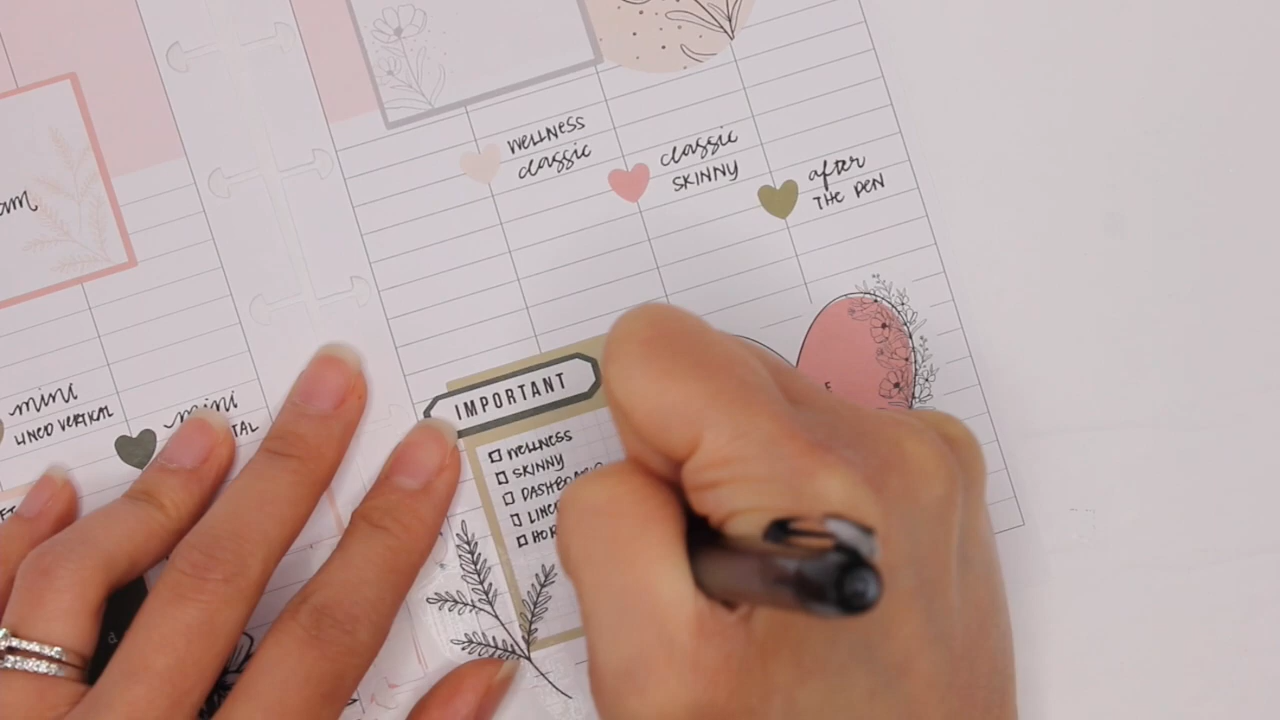 WELLNESS
classic
classic
SKINNY
after
THE PEN
mini
LINED VERTICAL
mini
IMPORTANT
WELLNESS
SKINNY